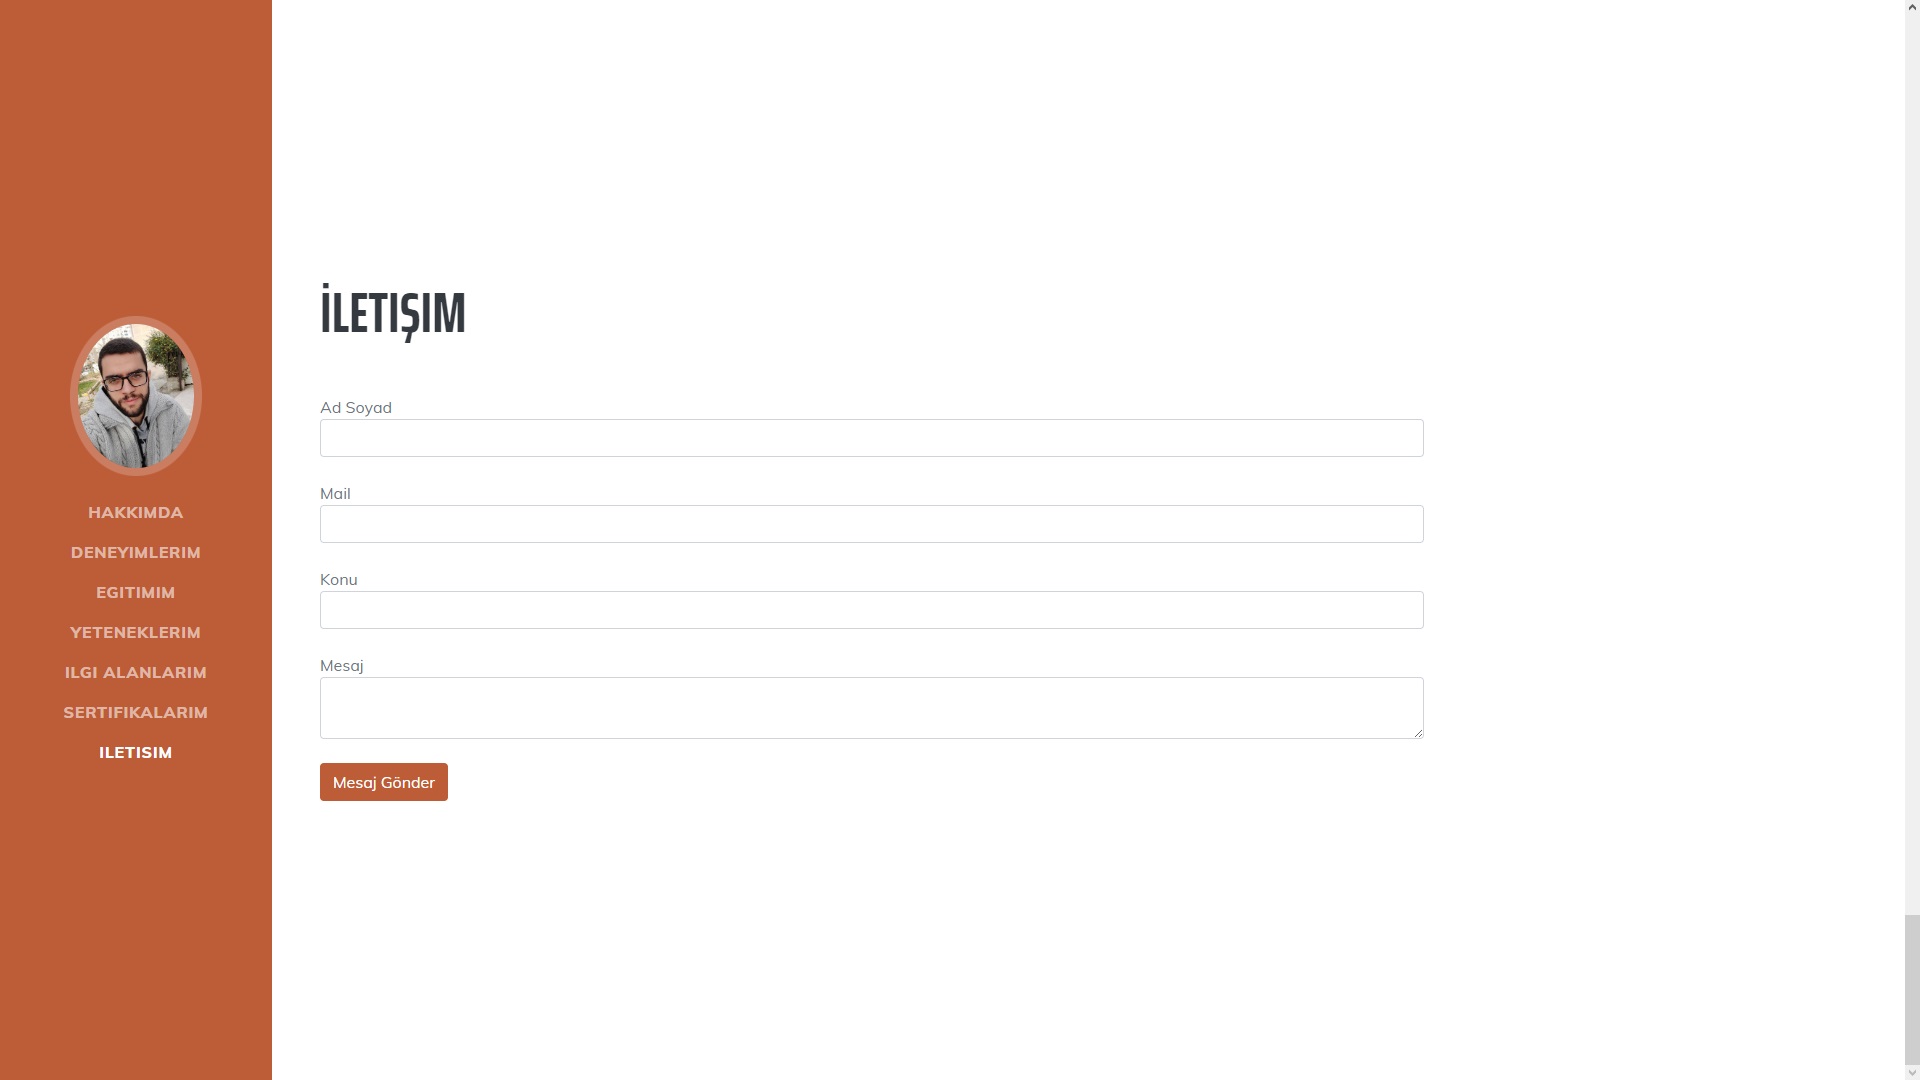 HAKKIMDA
DENEYIMLERIM
EGITIMIM
YETENEKLERIM
ILGI ALANLARIM
SERTIFIKALARIM
ILETISIM
İLETIŞIM
Ad Soyad
Mail
Konu
Mesaj
Mesaj Gönder